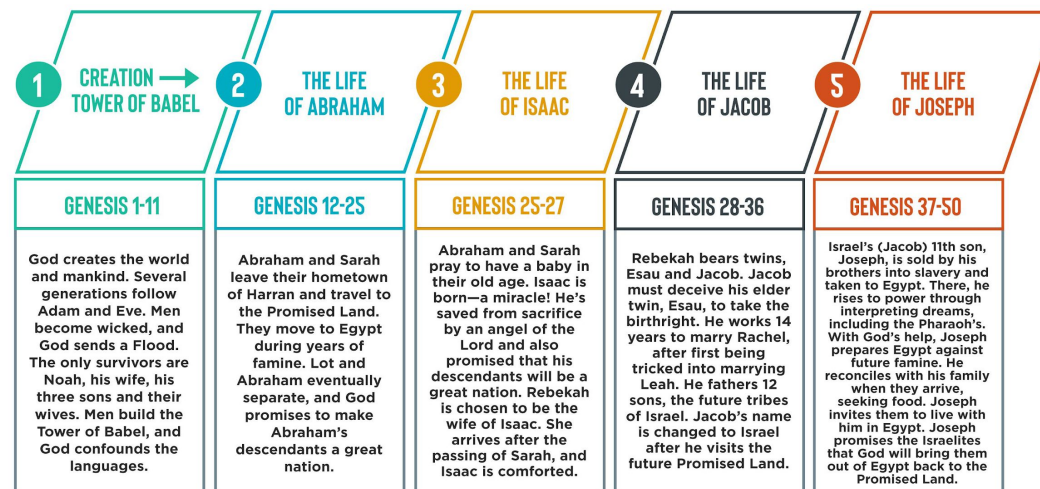 1
CREATION →
TOWER OF BABEL
2
THE LIFE
OF ABRAHAM
3
THE LIFE
OF ISAAC
4
THE LIFE
OF JACOB
5
THE LIFE
OF JOSEPH
GENESIS 1-11
God creates the world
and mankind. Several
generations follow
Adam and Eve. Men
become wicked, and
God sends a Flood.
The only survivors are
Noah, his wife, his
three sons and their
wives. Men build the
Tower of Babel, and
God confounds the
languages.
GENESIS 12-25
Abraham and Sarah
leave their hometown
of Harran and travel to
the Promised Land.
They move to Egypt
during years of
famine. Lot and
Abraham eventually
separate, and God
promises to make
Abraham's
descendants a great
nation.
GENESIS 25-27
Abraham and Sarah
pray to have a baby in
their old age. Isaac is
born—a miracle! He's
saved from sacrifice
by an angel of the
Lord and also
promised that his
descendants will be a
great nation. Rebekah
is chosen to be the
wife of Isaac. She
arrives after the
passing of Sarah, and
Isaac is comforted.
GENESIS 28-36
Rebekah bears twins,
Esau and Jacob. Jacob
must deceive his elder
twin, Esau, to take the
birthright. He works 14
years to marry Rachel,
after first being
tricked into marrying
Leah. He fathers 12
sons, the future tribes
of Israel. Jacob's name
is changed to Israel
after he visits the
future Promised Land.
GENESIS 37-50
Israel's (Jacob) 11th son,
Joseph, is sold by his
brothers into slavery and
taken to Egypt. There, he
rises to power through
interpreting dreams,
including the Pharaoh's.
With God's help, Joseph
prepares Egypt against
future famine. He
reconciles with his family
when they arrive,
seeking food. Joseph
invites them to live with
him in Egypt. Joseph
promises the Israelites
that God will bring them
out of Egypt back to the
Promised Land.